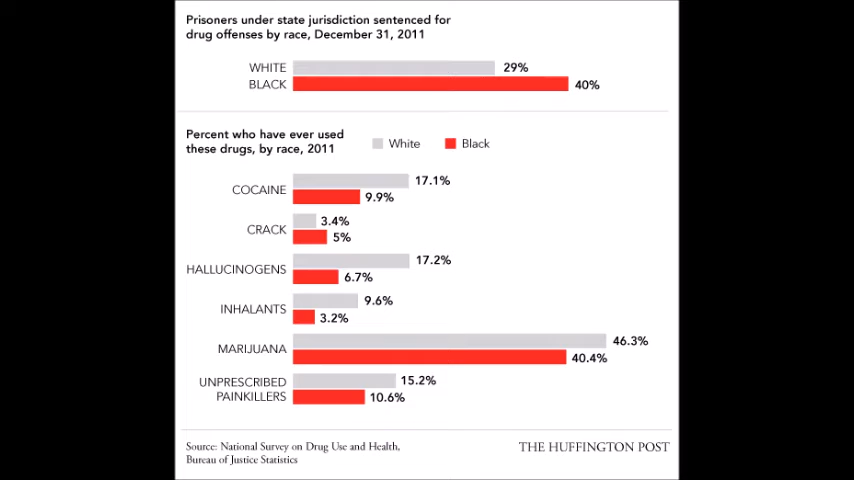 Prisoners under state jurisdiction sentenced for
drug offenses by race, December 31, 2011
WHITE 29%
BLACK 40%
Percent who have ever used
these drugs, by race, 2011
White Black
COCAINE 17.1% 9.9%
CRACK 3.4% 5%
HALLUCINOGENS 17.2% 6.7%
INHALANTS 9.6% 3.2%
MARIJUANA 46.3% 40.4%
UNPRESCRIBED 15.2%
PAINKILLERS 10.6%
Source: National Survey on Drug Use and Health,
Bureau of Justice Statistics
THE HUFFINGTON POST